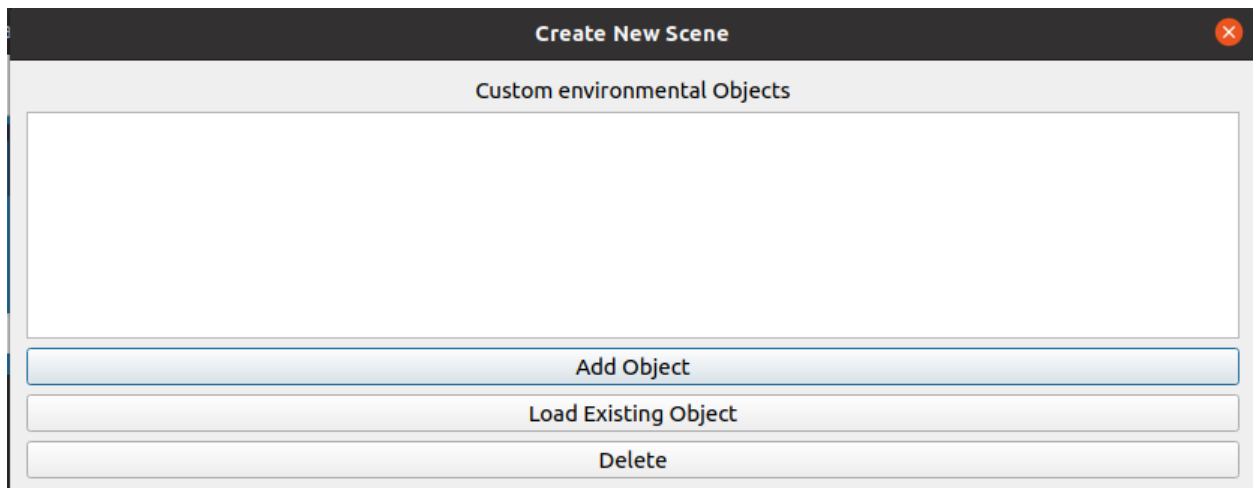 Create New Scene
Custom environmental Objects
Add Object
Load Existing Object
Delete